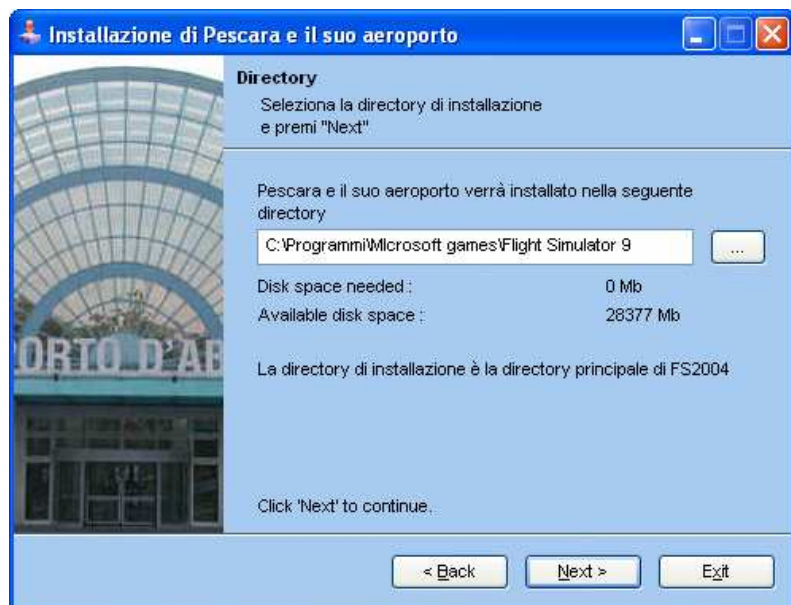 Installazione di Pescara e il suo aeroporto
Directory
Seleziona la directory di installazione
e premi "Next"
Pescara e il suo aeroporto verrà installato nella seguente
directory
C:\Programmi\MIcrosoft games\Flight Simulator 9
...
Disk space needed : 0 Mb
Available disk space : 28377 Mb
ORTO D'AB
La directory di installazione è la directory principale di FS2004
Click 'Next' to continue.
< Back Next > Exit